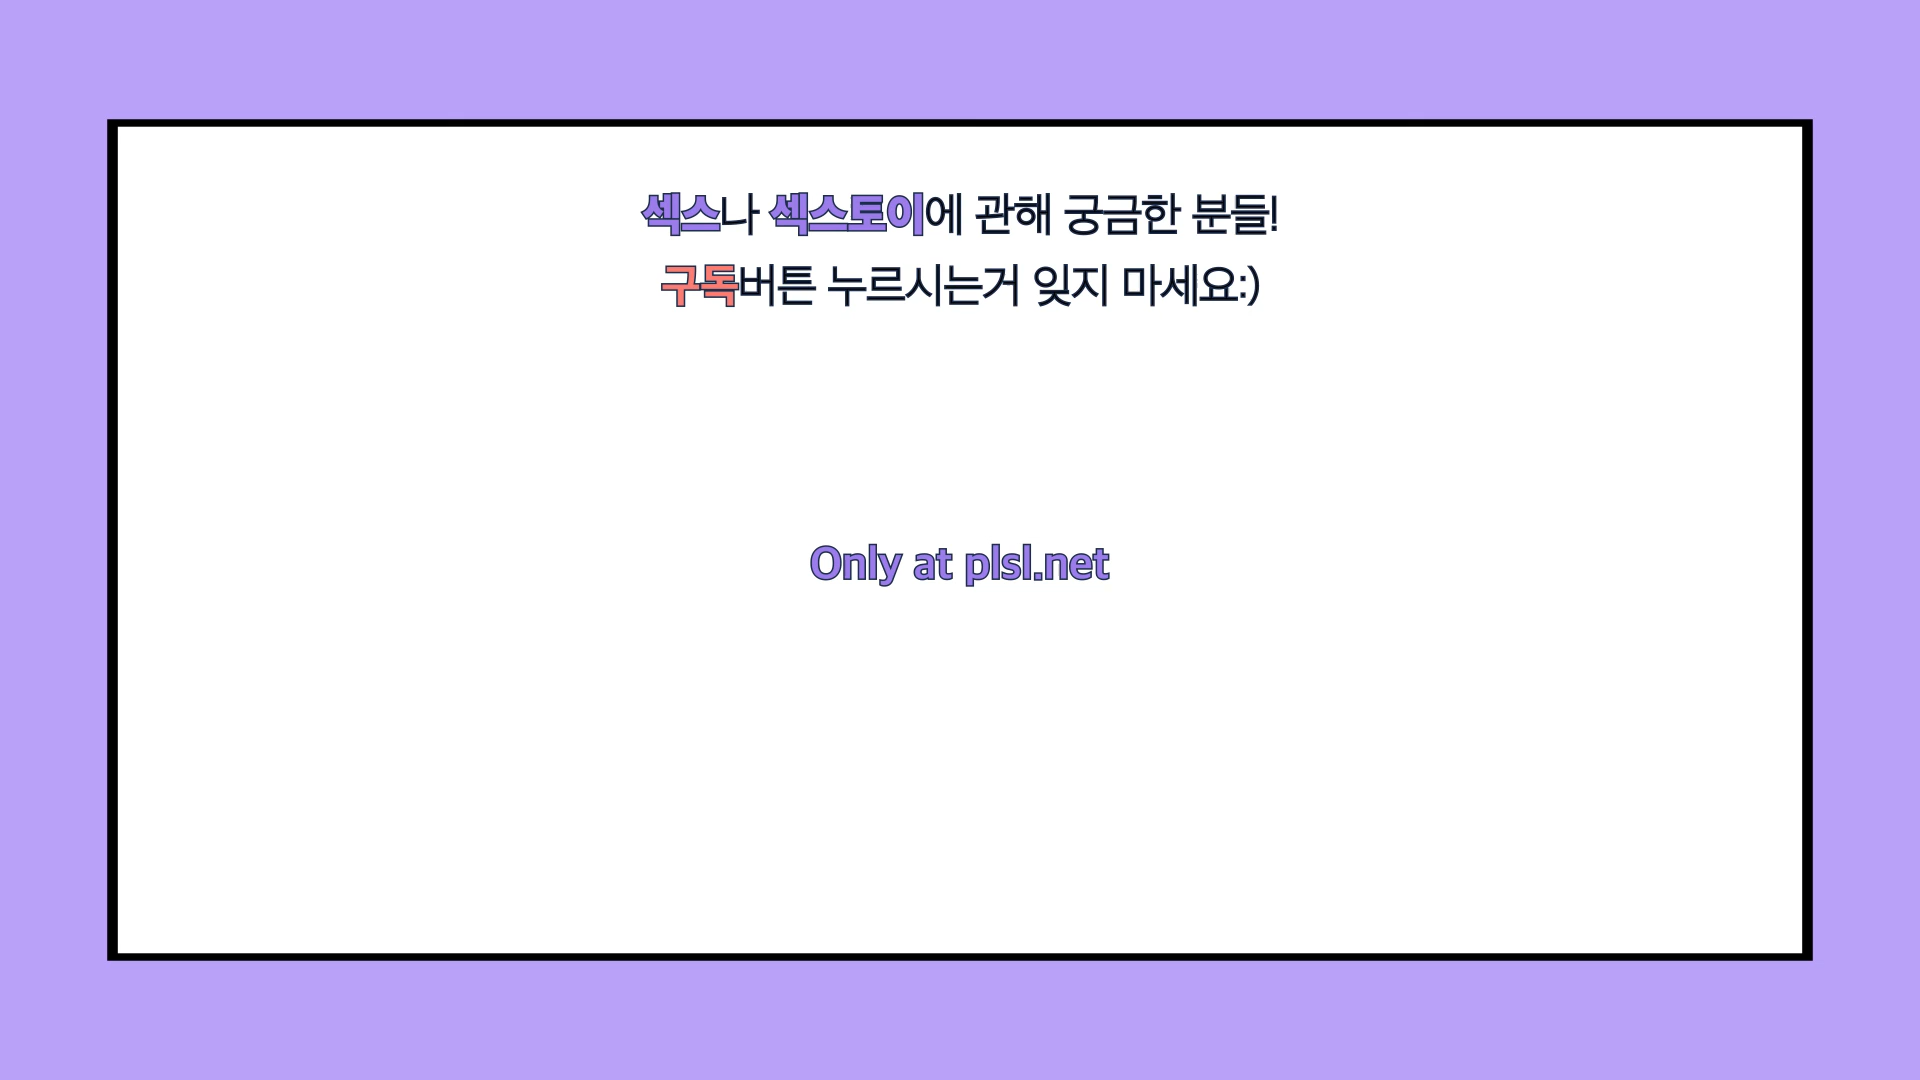 섹스나 섹스토이에 관해 궁금한 분들!
구독버튼 누르시는거 잊지 마세요:)
Only at plsl.net